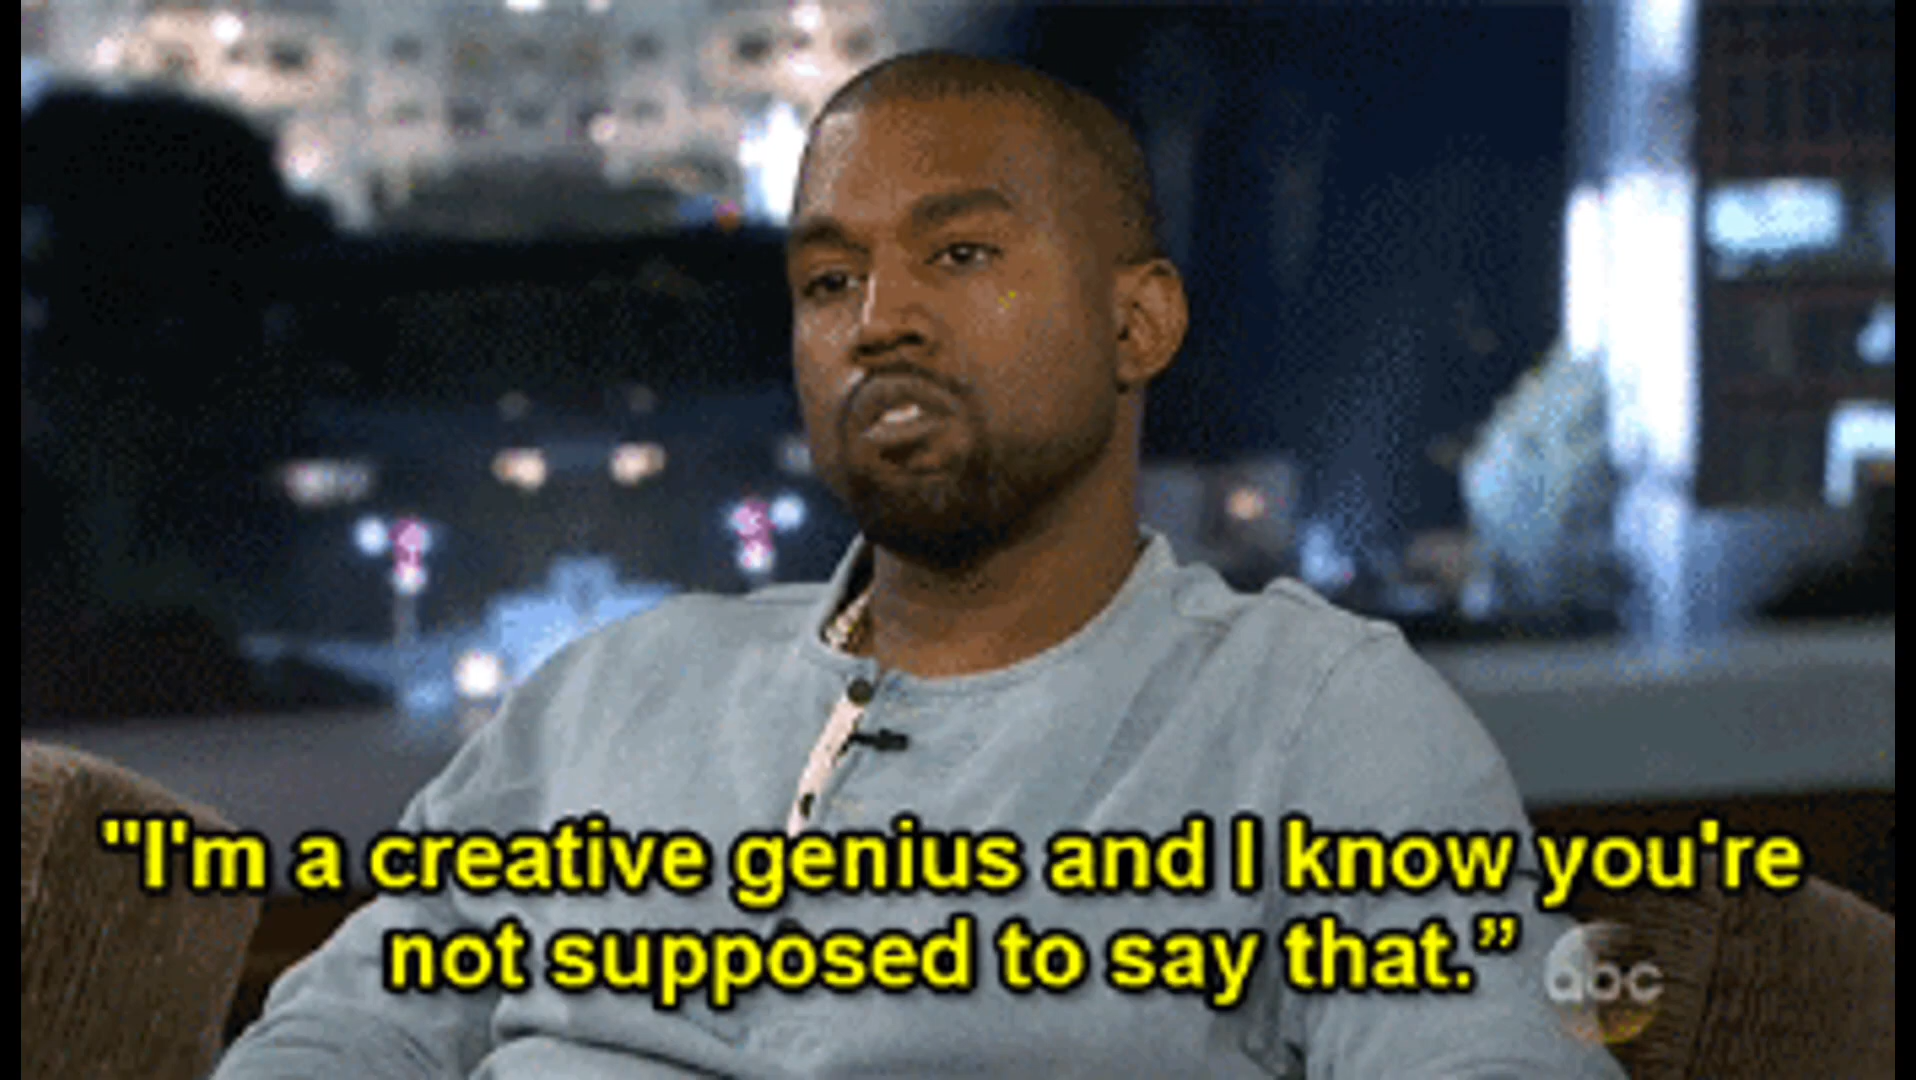 "I'm a creative genius and I know you're
not supposed to say that.”
abc